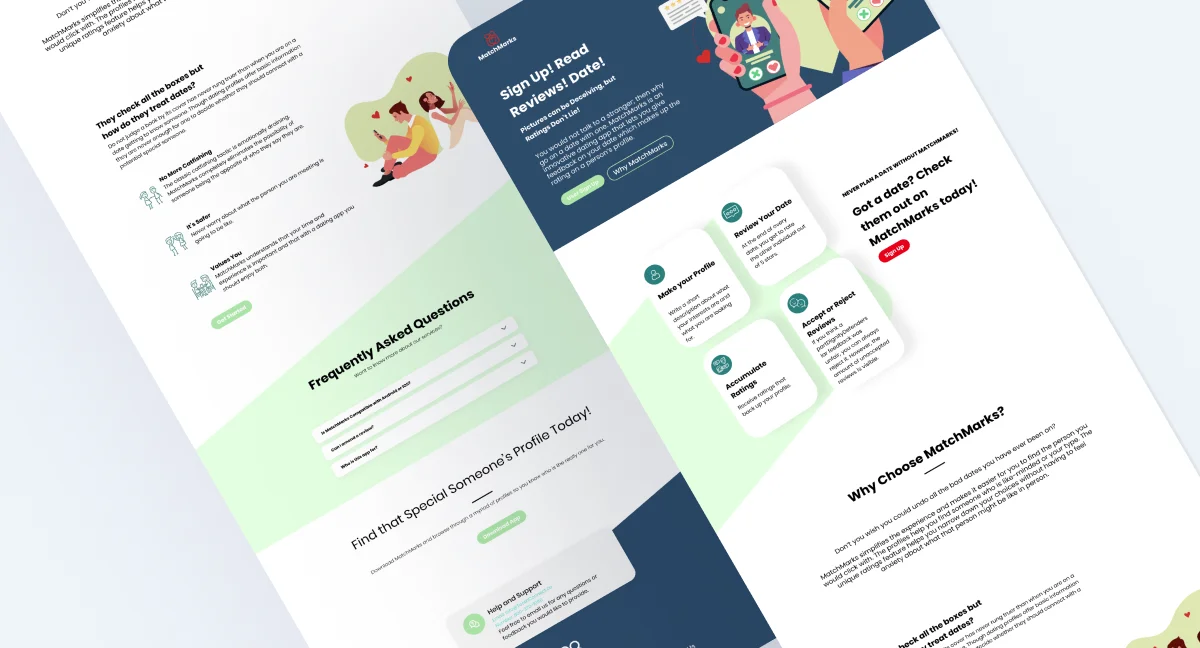 Don't you
MatchMarks simplifies the
would click with. The profiles
unique ratings feature helps
anxiety about what
They check all the boxes but
how do they treat dates?
Do not judge a book by its cover has never rung truer than when you are on a
date getting to know someone. Though dating profiles offer basic information
they are never enough for one to decide whether they should connect with a
potential special someone.
No More Catfishing
The classic catfishing tactic is emotionally draining,
MatchMarks completely eliminates the possibility of
someone being the opposite of who they say they are.
It's Safer
Never worry about what the person you are meeting is
going to be like.
Values You
MatchMarks understands that your time and
experience is important and that with a dating app you
should enjoy both.
Get Started
Frequently Asked Questions
Want to know more about our services?
Is MatchMarks Compatible with Android or iOS?
Can I amend a review?
Who is this app for?
Find that Special Someone's Profile Today!
Download MatchMarks and browse through a myriad of profiles so you know who is the really one for you.
Download App
Help and Support
Feel free to email us for any questions or
feedback you would like to provide.
MatchMarks
Sign Up! Read
Reviews! Date!
Pictures can be Deceiving, but
Ratings Don't Lie!
You would not talk to a stranger; then why
go on a date with one. MatchMarks is an
innovative dating app that lets you give
feedback on your date which makes up the
rating on a person's profile.
Start Sign Up
Why MatchMarks
Make your Profile
Write a short
description about what
your interests are and
what you are looking
for.
Review Your Date
At the end of every
date, you get to rate
the other individual out
of 5 stars.
Accumulate
Ratings
Receive ratings that
back up your profile.
Accept or Reject
Reviews
If you think a
partDignityDefenders
lar feedback was
unfair, you can always
reject it. However, the
amount of unaccepted
reviews is visible.
NEVER PLAN A DATE WITHOUT MATCHMARKS!
Got a date? Check
them out on
MatchMarks today!
Sign Up
Why Choose MatchMarks?
Don't you wish you could undo all the bad dates you have ever been on?
MatchMarks simplifies the experience and makes it easier for you to find the person you
would click with. The profiles help you find someone who is like-minded or your type. The
unique ratings feature helps you narrow down your choices without having to feel
anxiety about what that person might be like in person.
check all the boxes but
they treat dates?
cover has never rung truer than when you are on a
Though dating profiles offer basic information
whether they should connect with a